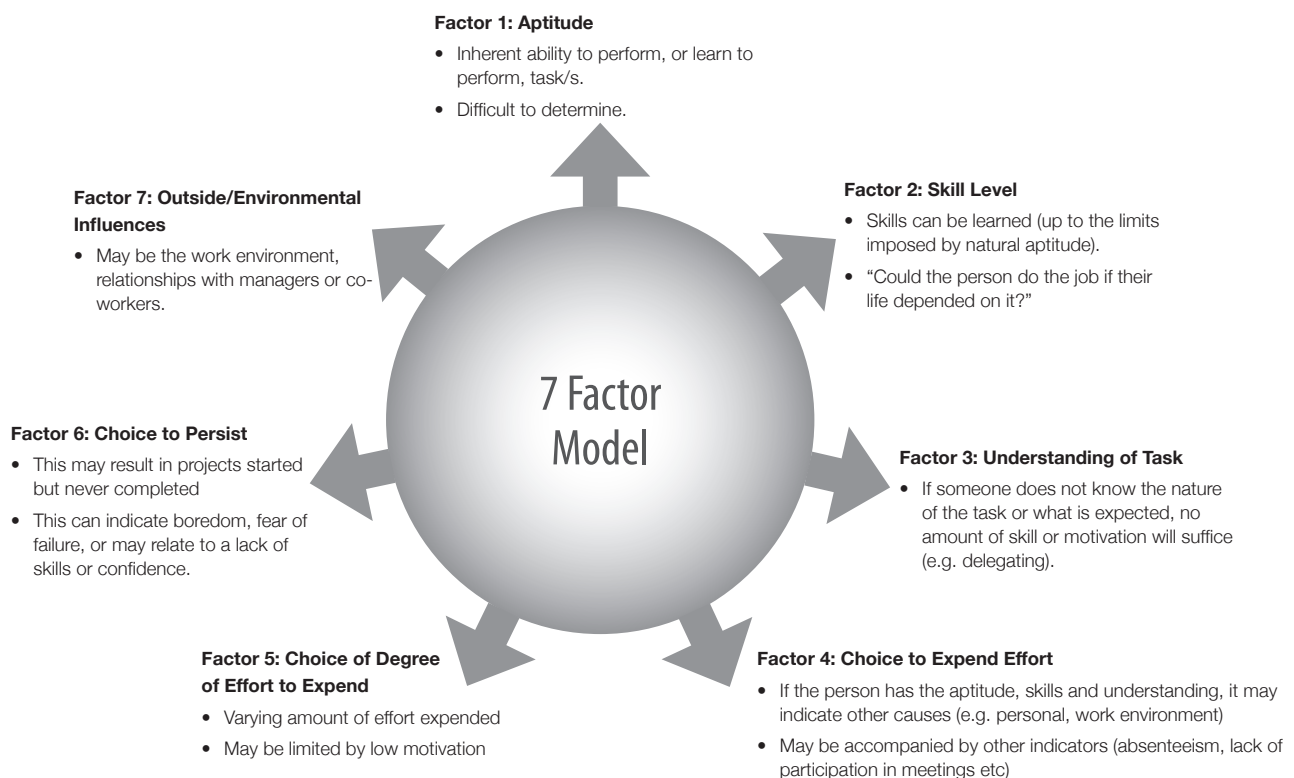 Factor 1: Aptitude
• Inherent ability to perform, or learn to
perform, task/s.
• Difficult to determine.
Factor 2: Skill Level
• Skills can be learned (up to the limits
imposed by natural aptitude).
• “Could the person do the job if their
life depended on it?”
Factor 3: Understanding of Task
• If someone does not know the nature
of the task or what is expected, no
amount of skill or motivation will suffice
(e.g. delegating).
Factor 4: Choice to Expend Effort
• If the person has the aptitude, skills and understanding, it may
indicate other causes (e.g. personal, work environment)
• May be accompanied by other indicators (absenteeism, lack of
participation in meetings etc)
Factor 5: Choice of Degree
of Effort to Expend
• Varying amount of effort expended
• May be limited by low motivation
Factor 6: Choice to Persist
• This may result in projects started
but never completed
• This can indicate boredom, fear of
failure, or may relate to a lack of
skills or confidence.
Factor 7: Outside/Environmental
Influences
• May be the work environment,
relationships with managers or co-
workers.
7 Factor
Model